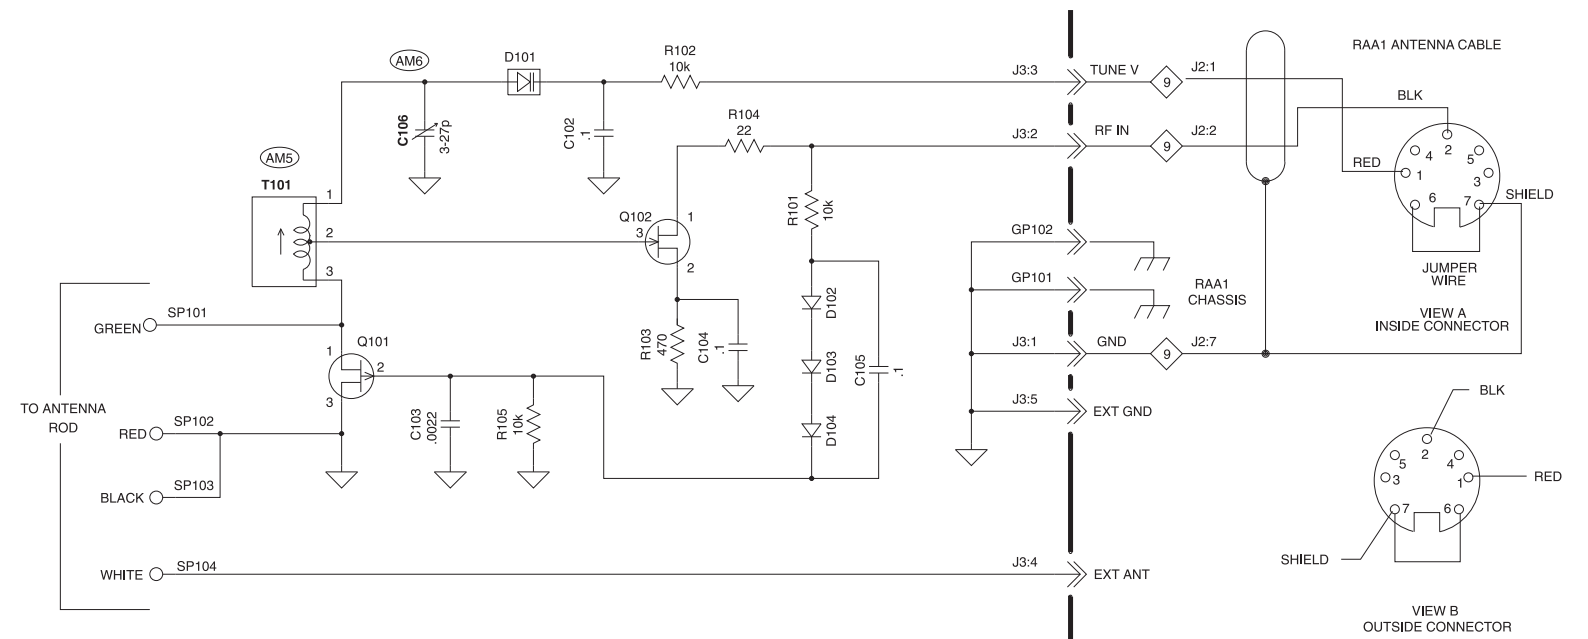 AM6
D101
R102
10k
C106
3-27p
C102
.1
AM5
T101
1
2
3
R104
22
Q102
3
1
2
R101
10k
R103
470
C104
.1
D102
D103
D104
C105
.1
TO ANTENNA
ROD
GREEN
SP101
RED
SP102
BLACK
SP103
WHITE
SP104
Q101
1
2
3
C103
.0022
R105
10k
J3:3
TUNE V
9
J2:1
J3:2
RF IN
9
J2:2
GP102
GP101
RAA1
CHASSIS
J3:1
GND
9
J2:7
J3:5
EXT GND
J3:4
EXT ANT
RAA1 ANTENNA CABLE
BLK
RED
SHIELD
4
2
5
1
3
6
7
JUMPER
WIRE
VIEW A
INSIDE CONNECTOR
BLK
RED
SHIELD
5
2
4
3
1
7
6
VIEW B
OUTSIDE CONNECTOR